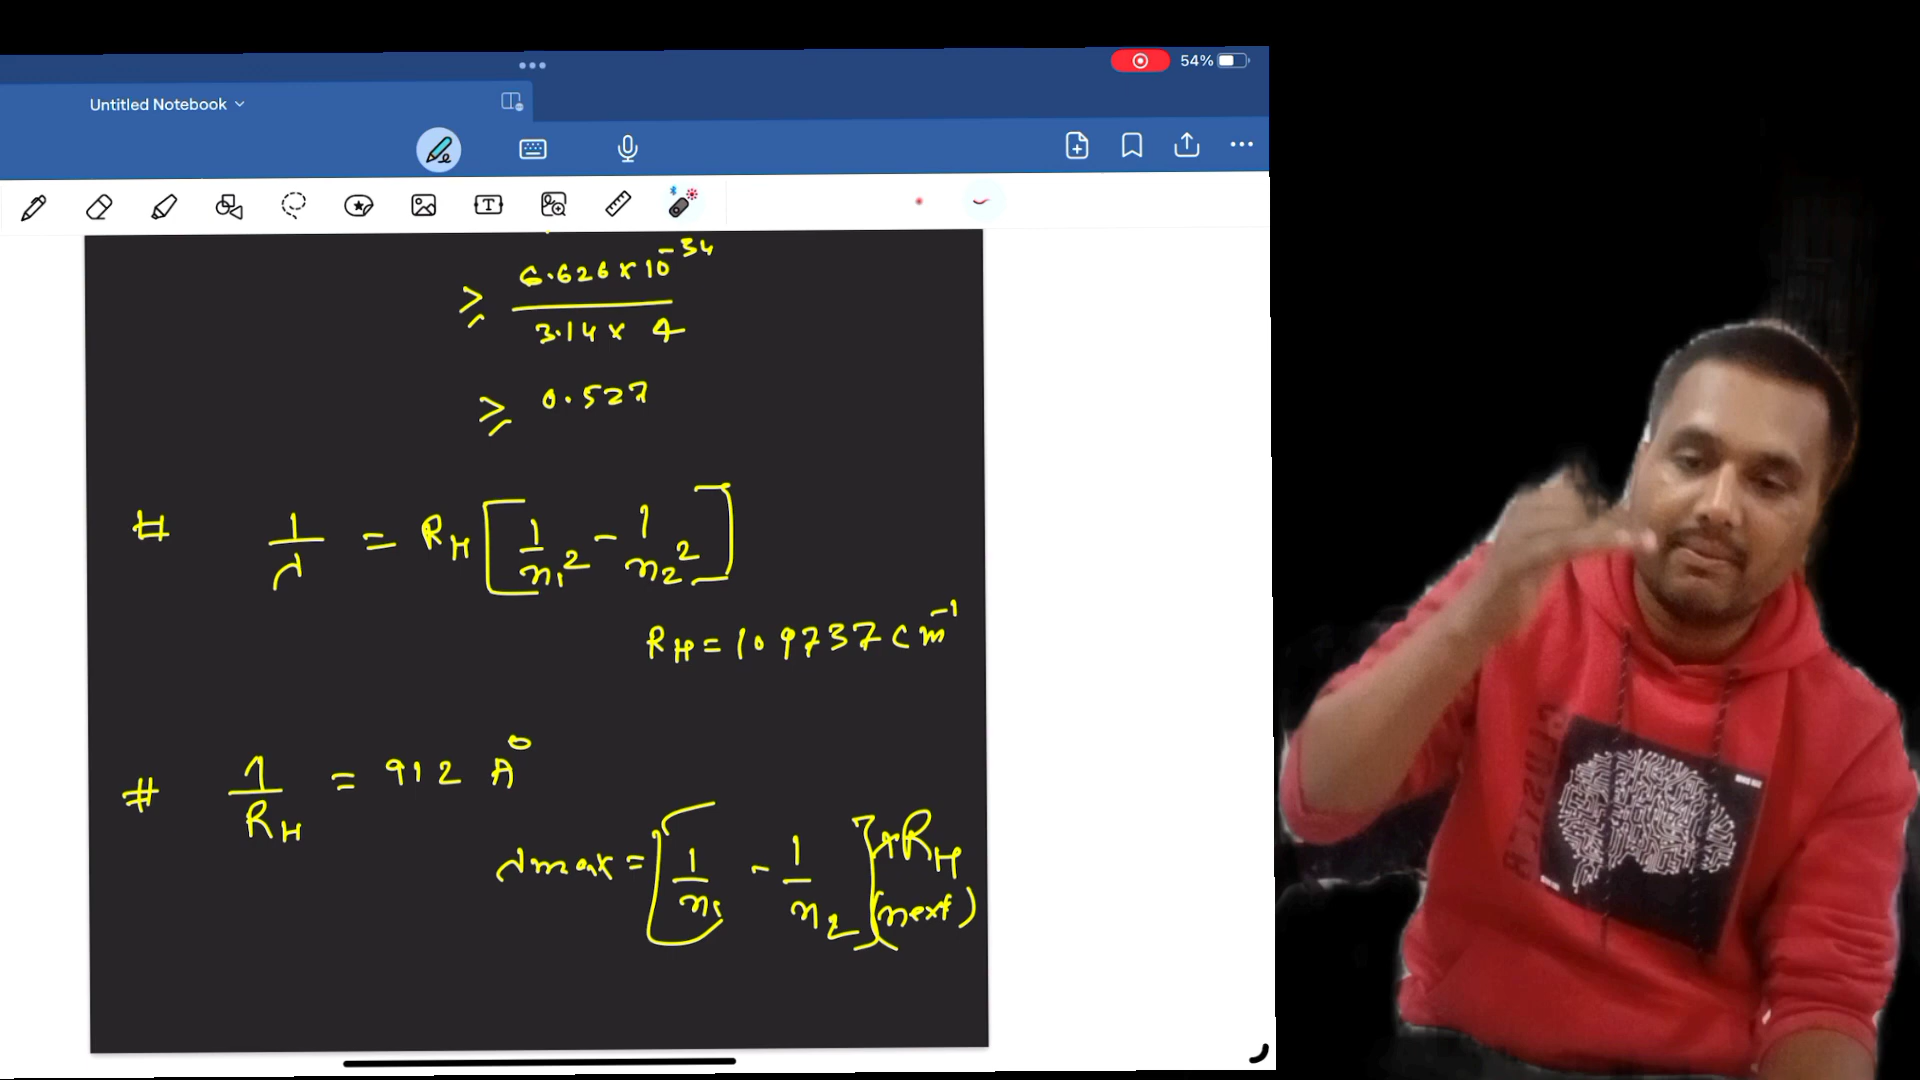 54%
Untitled Notebook
≥ 6.626 × 10⁻³⁴ / 3.14 × 4
≥ 0.527
# 1/λ = R_H [1/n₁² − 1/n₂²]
R_H = 109737 cm⁻¹
# 1/R_H = 912 A°
λmax = [1/n₁ − 1/n₂] × R_H
(next)